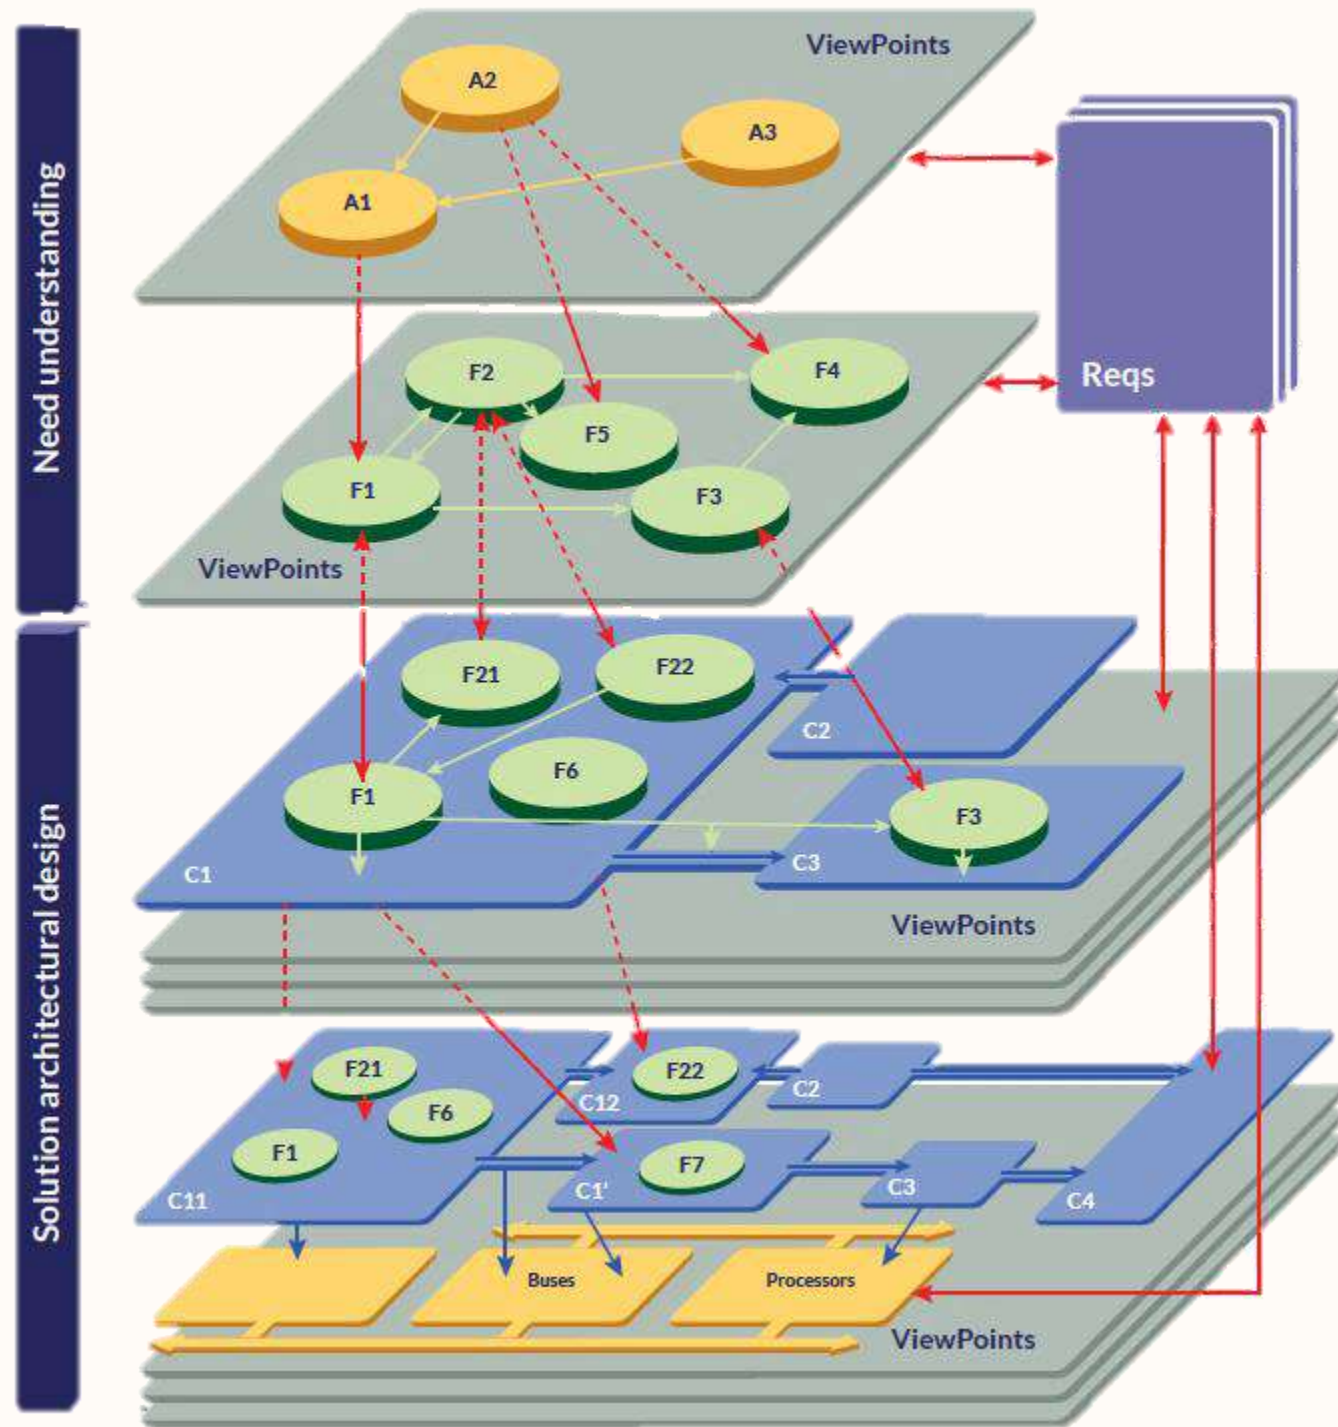 Need understanding
ViewPoints
A2
A3
A1
Reqs
F2
F4
F5
F1
F3
ViewPoints
Solution architectural design
F21
F22
C2
F6
F1
F3
C3
C1
ViewPoints
F21
F22
C2
C12
F6
F1
F7
C1'
C3
C11
C4
Buses
Processors
ViewPoints